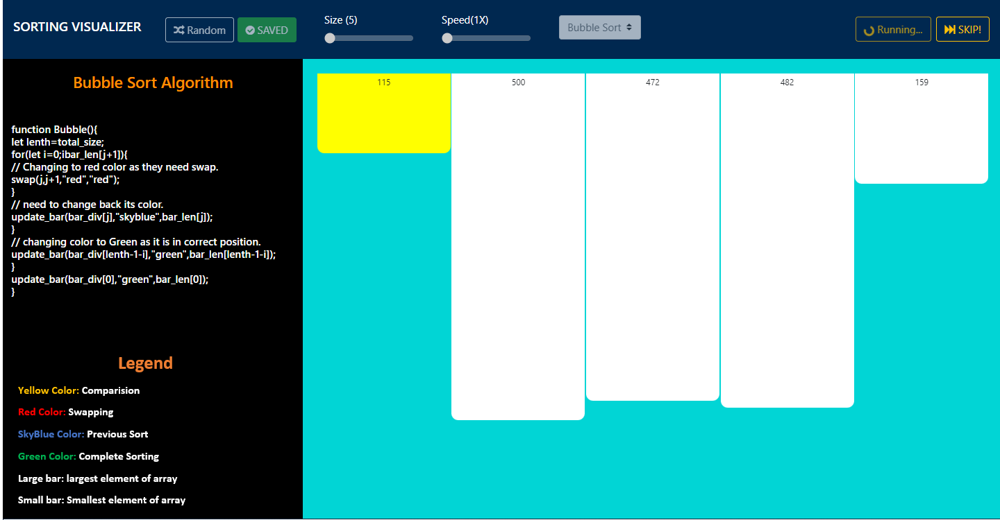 SORTING VISUALIZER
Random
SAVED
Size (5)
Speed(1X)
Bubble Sort
Running...
SKIP!
Bubble Sort Algorithm
function Bubble(){
let lenth=total_size;
for(let i=0;ibar_len[j+1]){
// Changing to red color as they need swap.
swap(j,j+1,"red","red");
}
// need to change back its color.
update_bar(bar_div[j],"skyblue",bar_len[j]);
}
// changing color to Green as it is in correct position.
update_bar(bar_div[lenth-1-i],"green",bar_len[lenth-1-i]);
}
update_bar(bar_div[0],"green",bar_len[0]);
}
Legend
Yellow Color: Comparision
Red Color: Swapping
SkyBlue Color: Previous Sort
Green Color: Complete Sorting
Large bar: largest element of array
Small bar: Smallest element of array
115
500
472
482
159